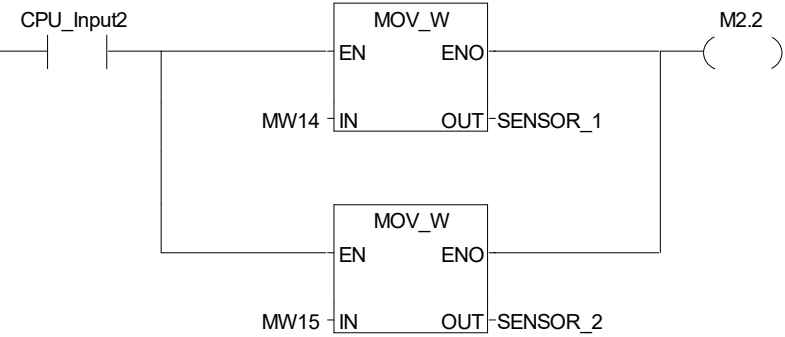 CPU_Input2 MOV_W M2.2
EN ENO
MW14 IN OUT SENSOR_1
MOV_W
EN ENO
MW15 IN OUT SENSOR_2